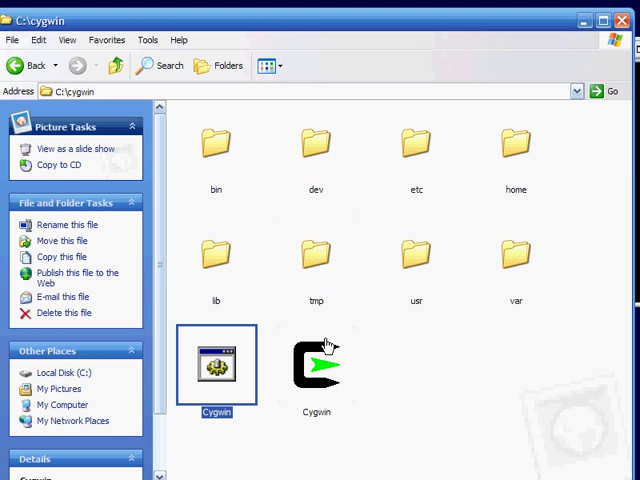 C:\cygwin
File Edit View Favorites Tools Help
Back Search Folders
Address C:\cygwin Go
Picture Tasks
View as a slide show
Copy to CD
File and Folder Tasks
Rename this file
Move this file
Copy this file
Publish this file to the
Web
E-mail this file
Delete this file
Other Places
Local Disk (C:)
My Pictures
My Computer
My Network Places
Details
Cygwin
bin dev etc home
lib tmp usr var
Cygwin Cygwin